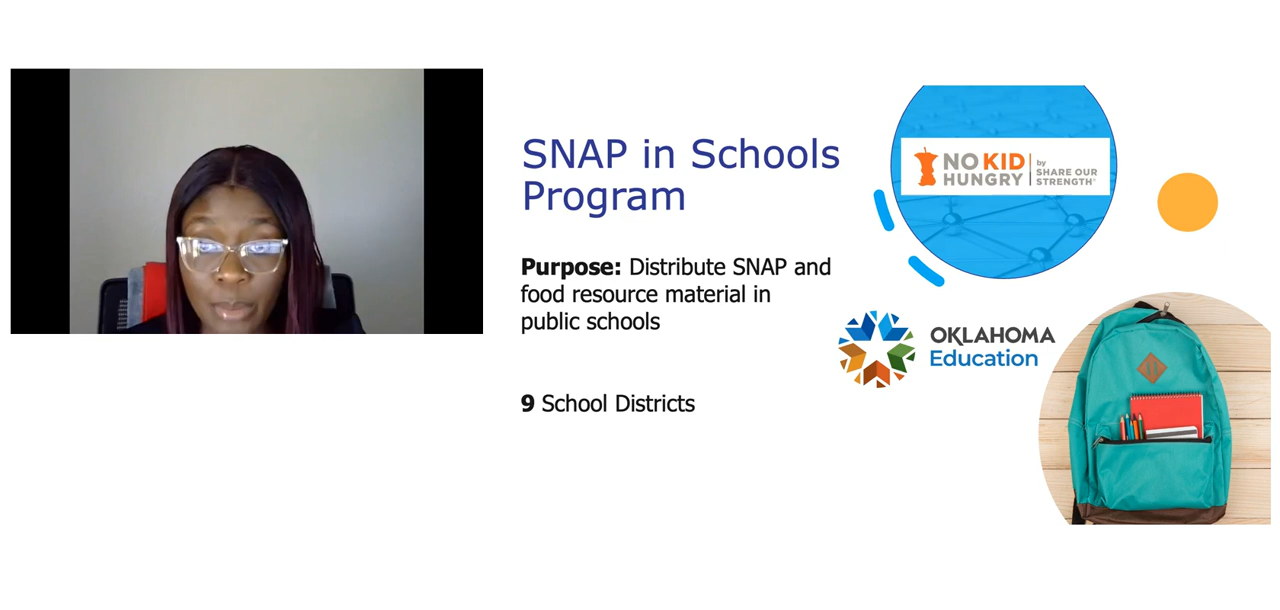 SNAP in Schools
Program
Purpose: Distribute SNAP and
food resource material in
public schools
9 School Districts
NO KID
HUNGRY
by
SHARE OUR
STRENGTH
OKLAHOMA
Education